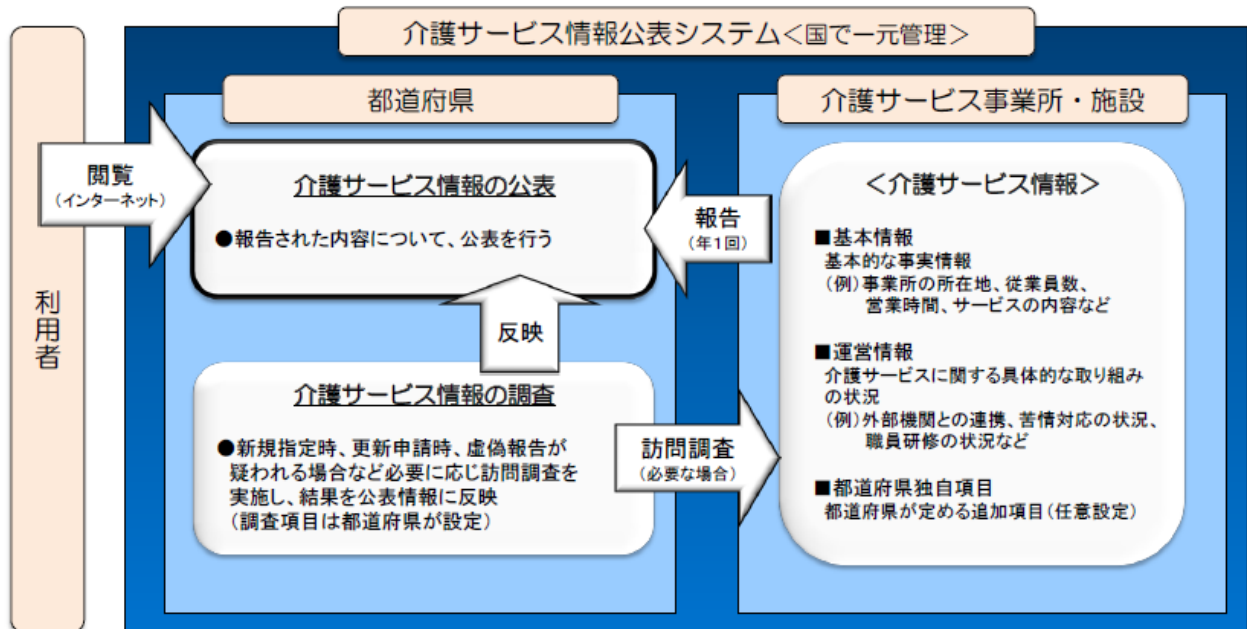 介護サービス情報公表システム＜国で一元管理＞
利用者
閲覧
（インターネット）
都道府県
介護サービス情報の公表
●報告された内容について、公表を行う
反映
介護サービス情報の調査
●新規指定時、更新申請時、虚偽報告が
疑われる場合など必要に応じ訪問調査を
実施し、結果を公表情報に反映
（調査項目は都道府県が設定）
報告
（年1回）
訪問調査
（必要な場合）
介護サービス事業所・施設
＜介護サービス情報＞
■基本情報
基本的な事実情報
（例）事業所の所在地、従業員数、
営業時間、サービスの内容など
■運営情報
介護サービスに関する具体的な取り組み
の状況
（例）外部機関との連携、苦情対応の状況、
職員研修の状況など
■都道府県独自項目
都道府県が定める追加項目（任意設定）